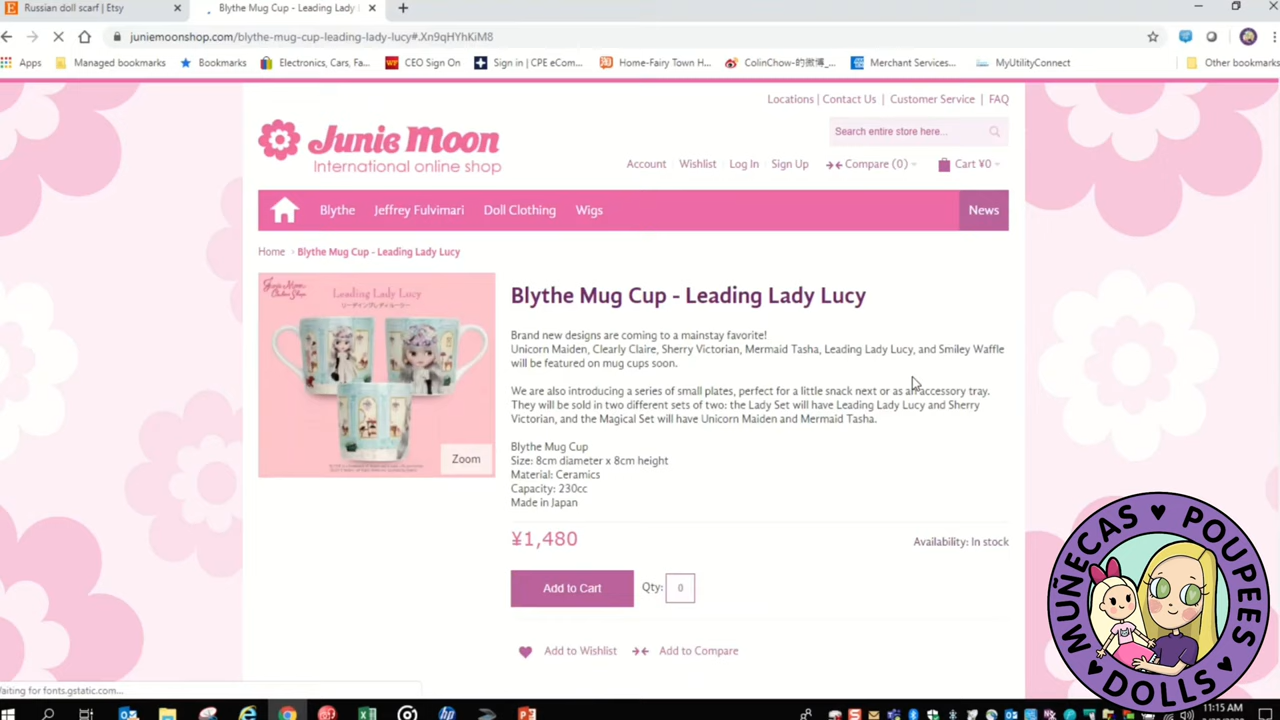 Russian doll scarf | Etsy
Blythe Mug Cup - Leading Lady
juniemoonshop.com/blythe-mug-cup-leading-lady-lucy#.Xn9qHYhKiM8
Apps
Managed bookmarks
Bookmarks
Electronics, Cars, Fa...
CEO Sign On
Sign in | CPE eCom...
Home-Fairy Town H...
ColinChow-的微博_...
Merchant Services...
MyUtilityConnect
Other bookmarks
Locations | Contact Us | Customer Service | FAQ
Junie Moon
International online shop
Search entire store here...
Account Wishlist Log In Sign Up Compare (0) Cart ¥0
Blythe Jeffrey Fulvimari Doll Clothing Wigs News
Home Blythe Mug Cup - Leading Lady Lucy
Junie Moon
Leading Lady Lucy
Zoom
Blythe Mug Cup - Leading Lady Lucy
Brand new designs are coming to a mainstay favorite!
Unicorn Maiden, Clearly Claire, Sherry Victorian, Mermaid Tasha, Leading Lady Lucy, and Smiley Waffle
will be featured on mug cups soon.
We are also introducing a series of small plates, perfect for a little snack next or as an accessory tray.
They will be sold in two different sets of two: the Lady Set will have Leading Lady Lucy and Sherry
Victorian, and the Magical Set will have Unicorn Maiden and Mermaid Tasha.
Blythe Mug Cup
Size: 8cm diameter x 8cm height
Material: Ceramics
Capacity: 230cc
Made in Japan
¥1,480
Availability: In stock
Add to Cart Qty: 0
Add to Wishlist Add to Compare
MUÑECAS ♥ POUPEES ♥ DOLLS ♥
Waiting for fonts.gstatic.com...
11:15 AM